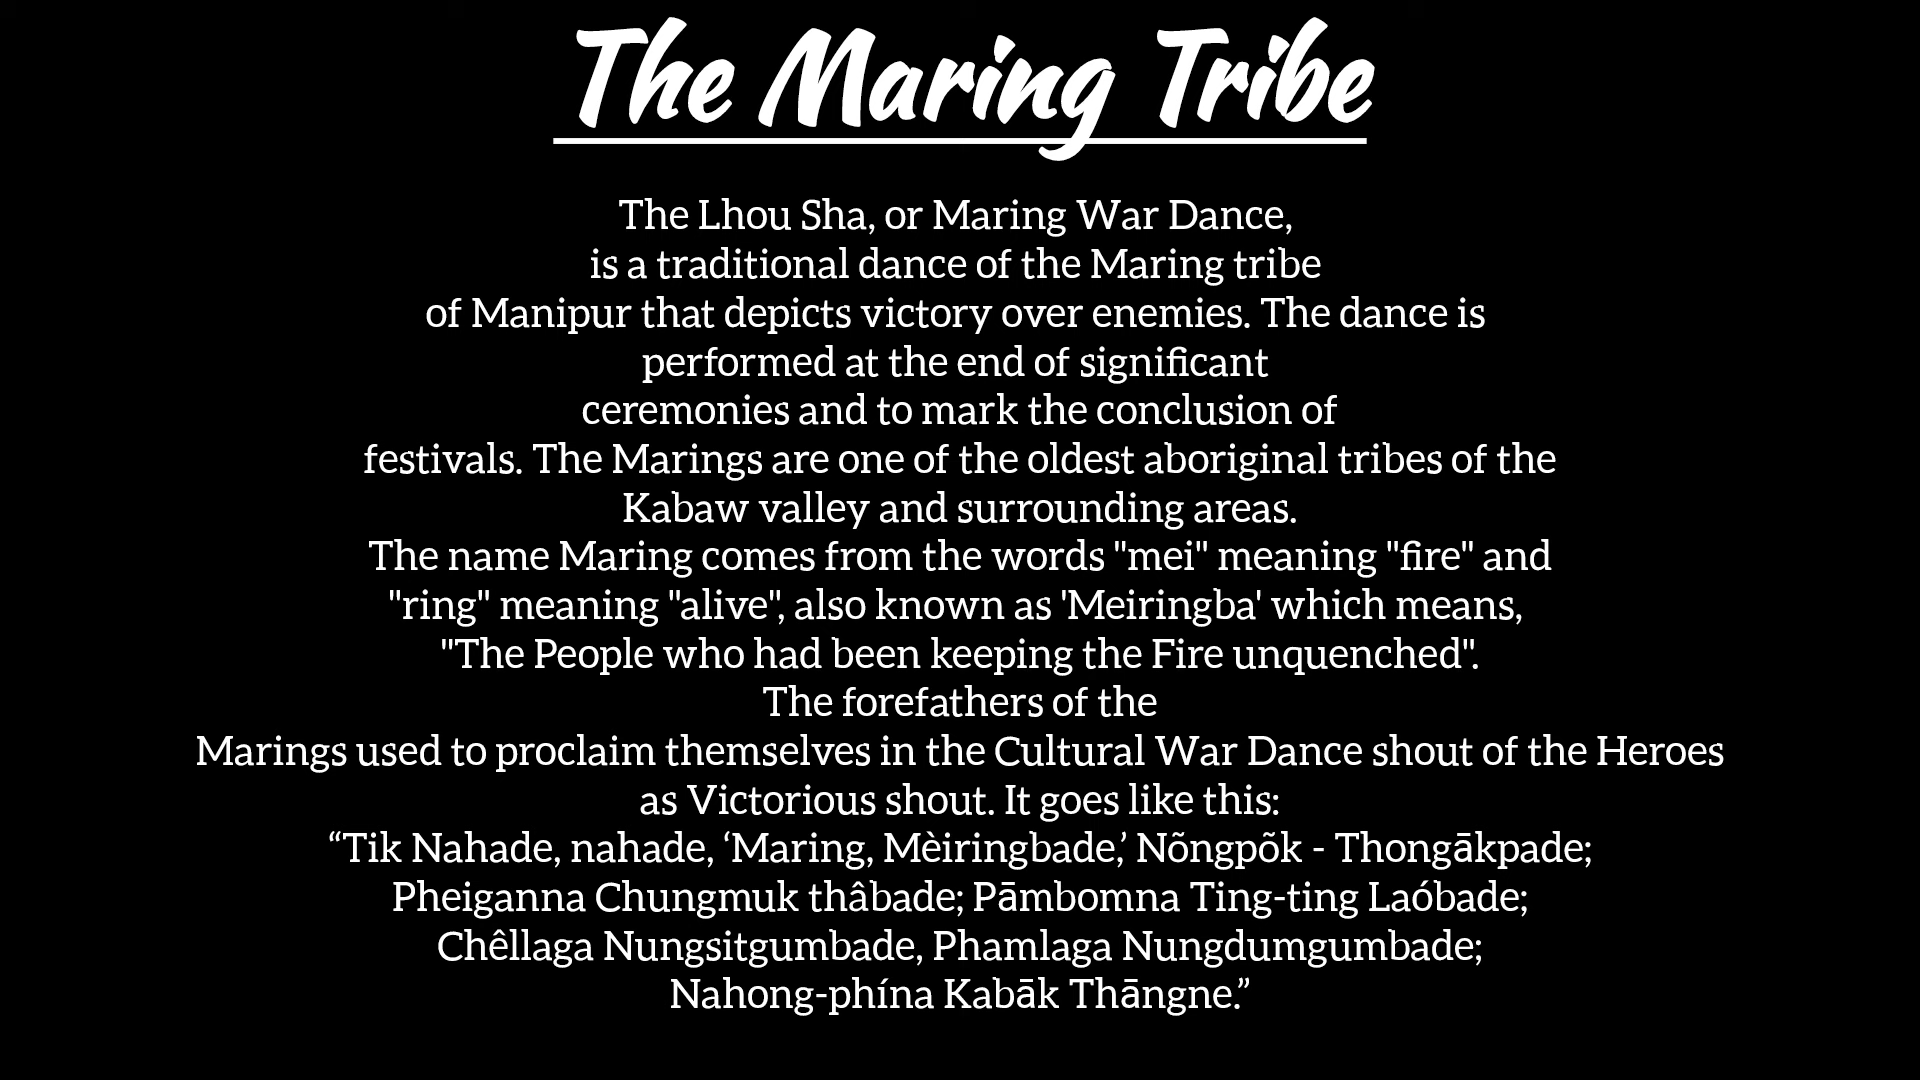 The Maring Tribe
The Lhou Sha, or Maring War Dance,
is a traditional dance of the Maring tribe
of Manipur that depicts victory over enemies. The dance is
performed at the end of significant
ceremonies and to mark the conclusion of
festivals. The Marings are one of the oldest aboriginal tribes of the
Kabaw valley and surrounding areas.
The name Maring comes from the words "mei" meaning "fire" and
"ring" meaning "alive", also known as 'Meiringba' which means,
"The People who had been keeping the Fire unquenched".
The forefathers of the
Marings used to proclaim themselves in the Cultural War Dance shout of the Heroes
as Victorious shout. It goes like this:
“Tik Nahade, nahade, ‘Maring, Mèiringbade,’ Nõngpõk - Thongākpade;
Pheiganna Chungmuk thâbade; Pāmbomna Ting-ting Laóbade;
Chêllaga Nungsitgumbade, Phamlaga Nungdumgumbade;
Nahong-phína Kabāk Thāngne.”